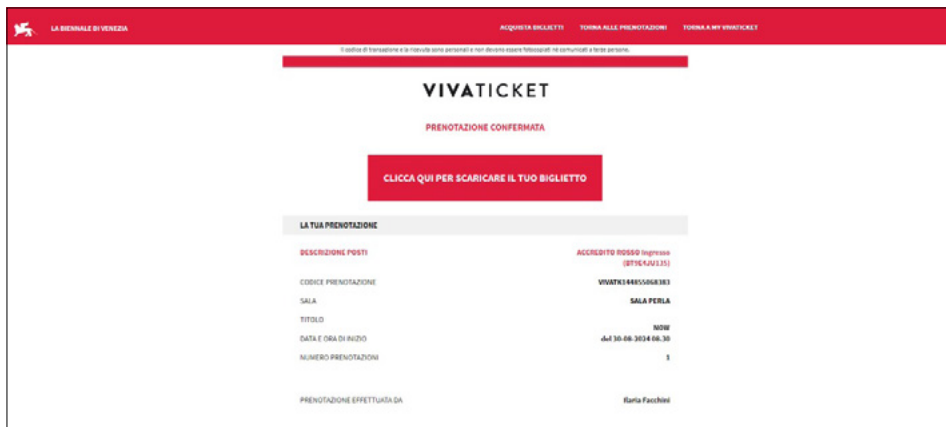 LA BIENNALE DI VENEZIA
ACQUISTA BIGLIETTI TORNA ALLE PRENOTAZIONI TORNA A MY VIVATICKET
Il codice di transazione e la ricevuta sono personali e non devono essere fotocopiati né comunicati a terze persone.
VIVATICKET
PRENOTAZIONE CONFERMATA
CLICCA QUI PER SCARICARE IL TUO BIGLIETTO
LA TUA PRENOTAZIONE
DESCRIZIONE POSTI ACCREDITO ROSSO Ingresso
CODICE PRENOTAZIONE
SALA SALA PERLA
TITOLO NOW
DATA E ORA DI INIZIO del 30-08-2024 08.30
NUMERO PRENOTAZIONI 1
PRENOTAZIONE EFFETTUATA DA Ilaria Facchini